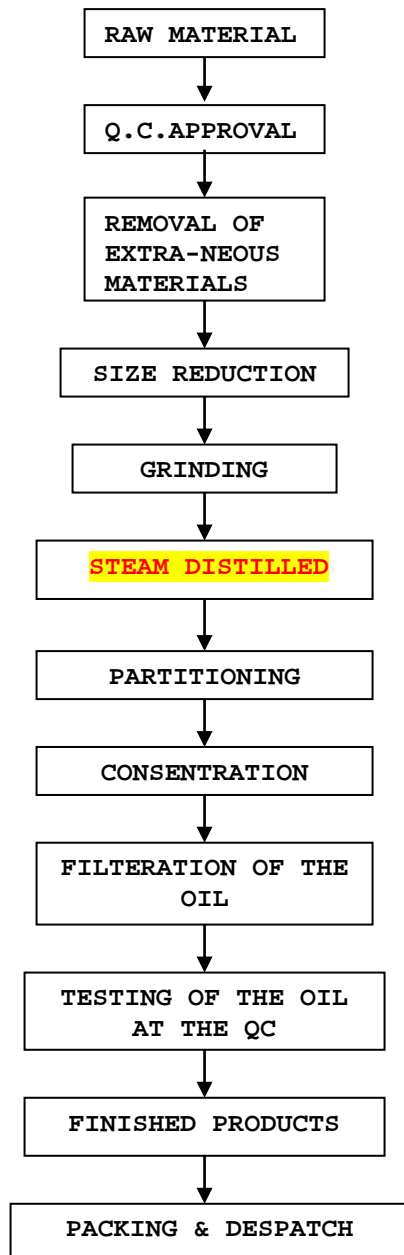 RAW MATERIAL
Q.C.APPROVAL
REMOVAL OF
EXTRA-NEOUS
MATERIALS
SIZE REDUCTION
GRINDING
STEAM DISTILLED
PARTITIONING
CONSENTRATION
FILTERATION OF THE
OIL
TESTING OF THE OIL
AT THE QC
FINISHED PRODUCTS
PACKING & DESPATCH